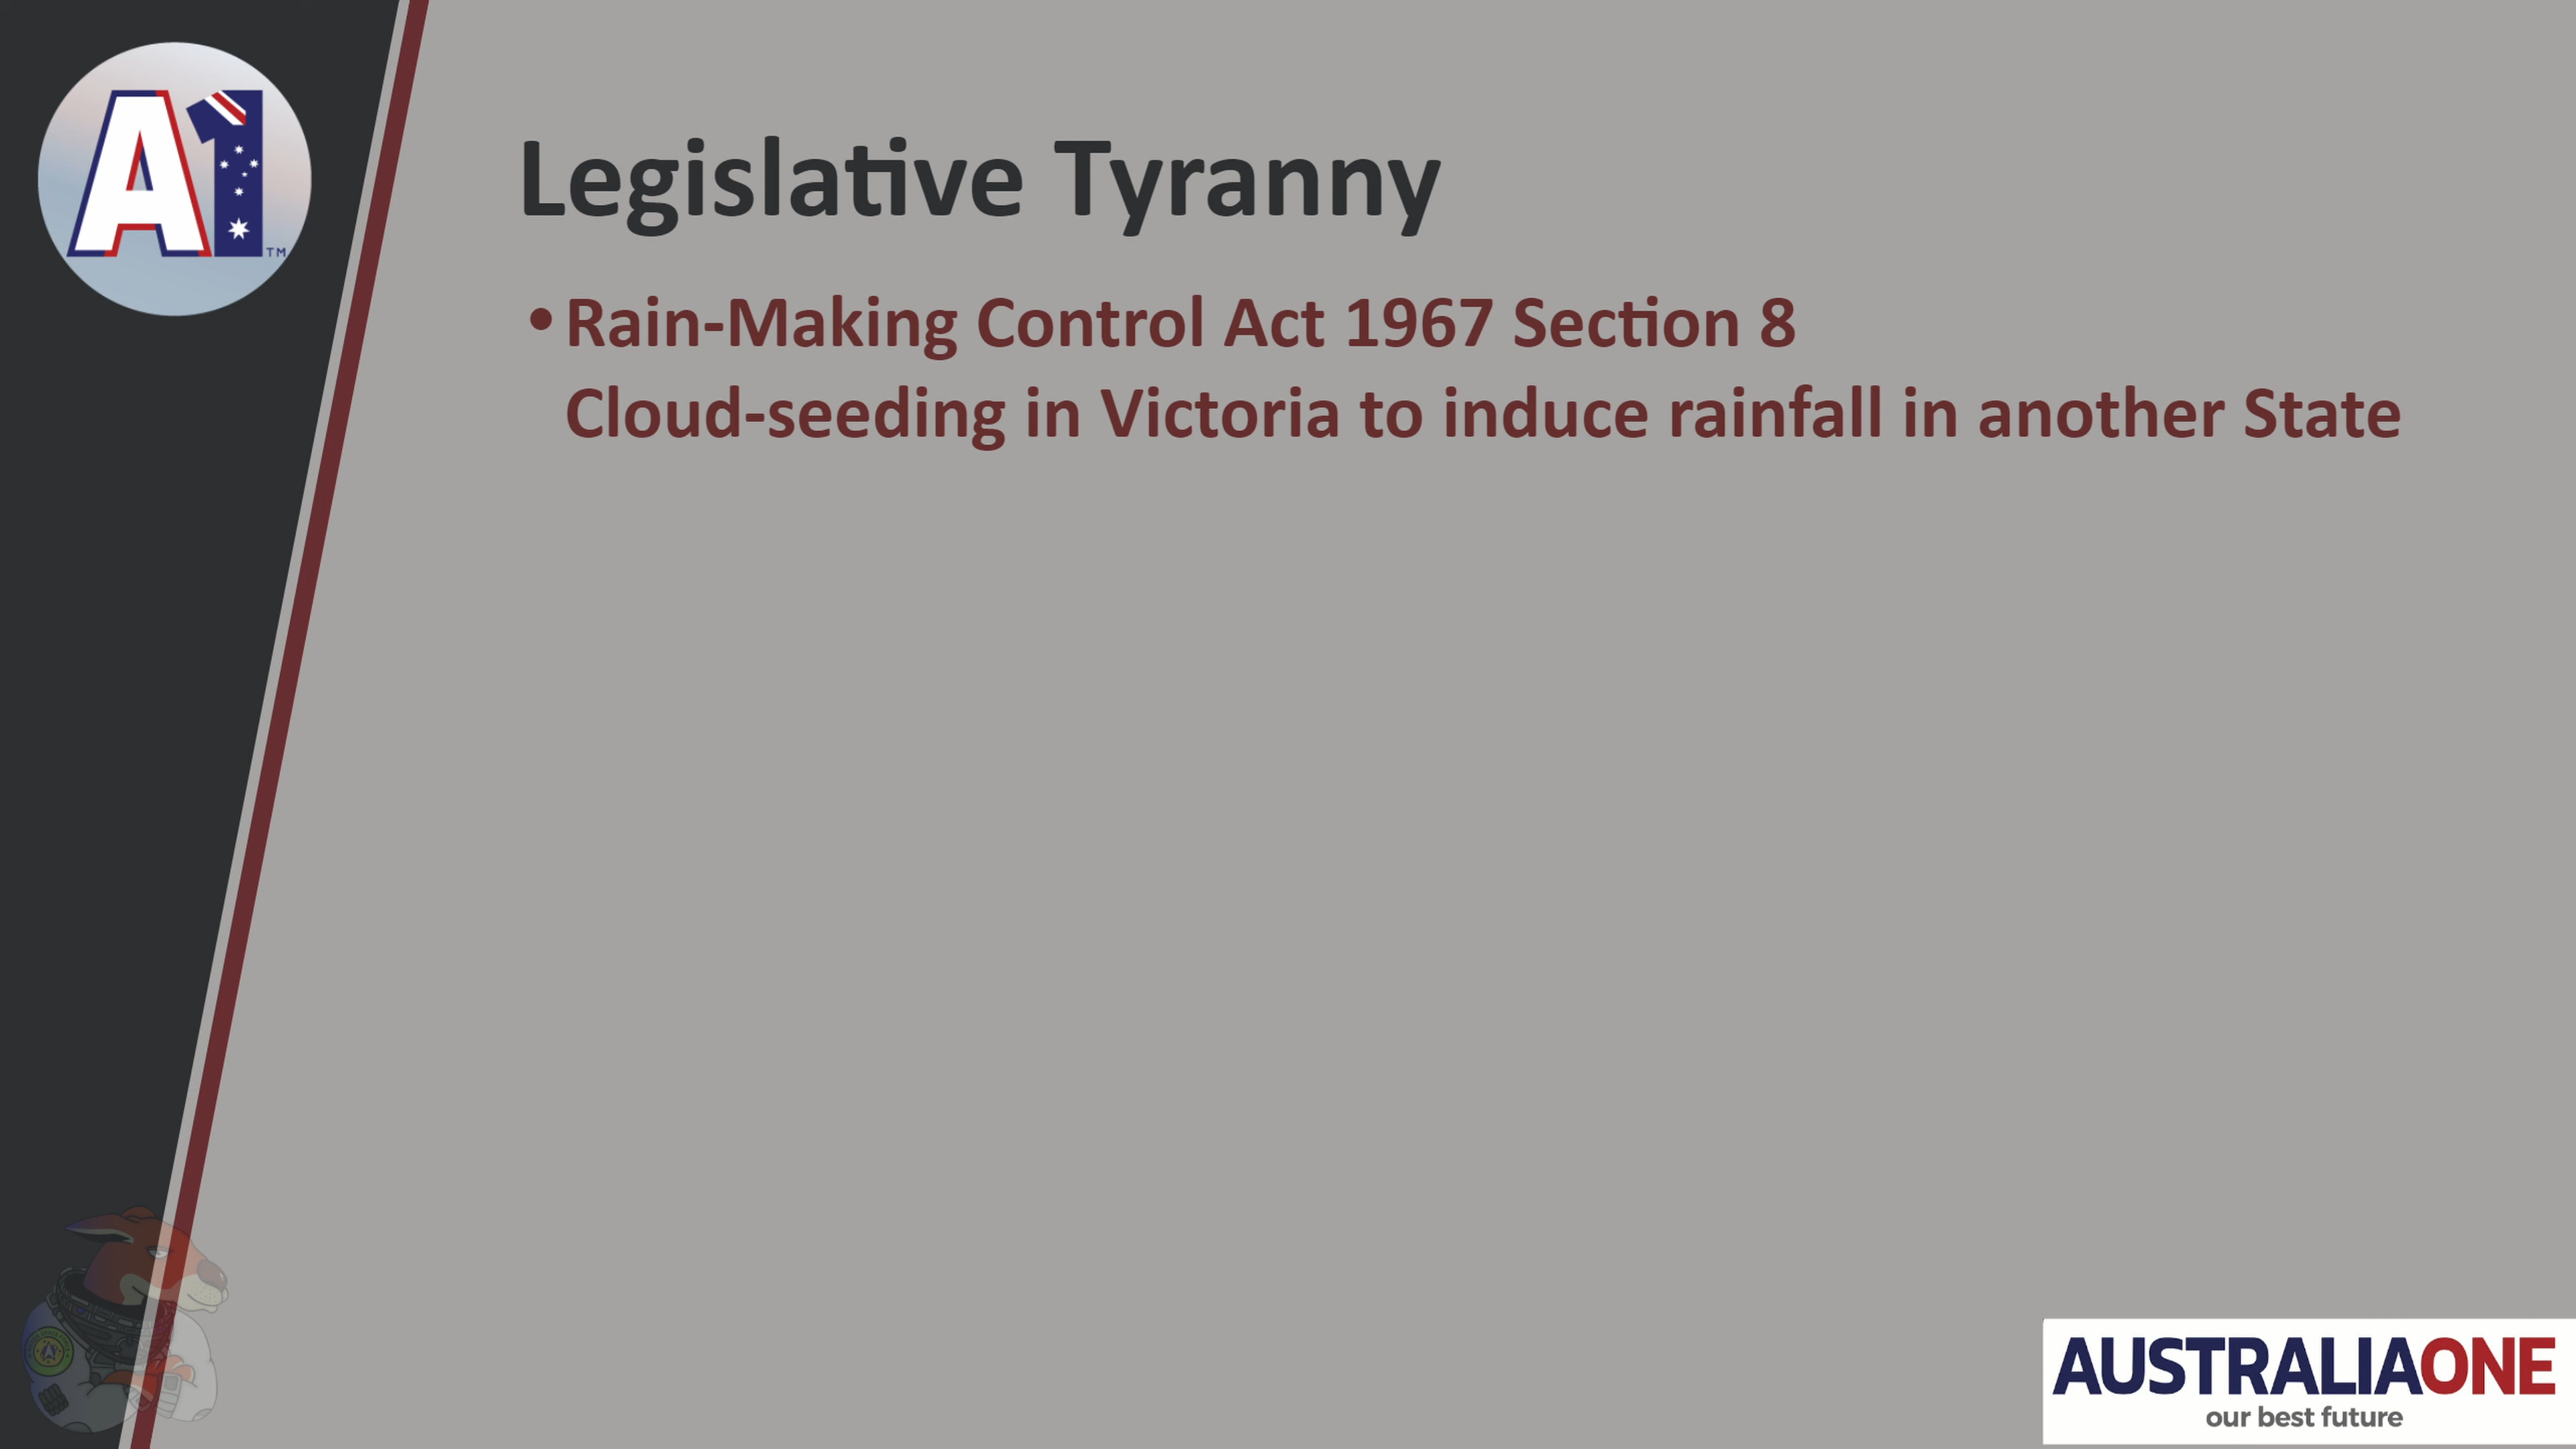 A1
TM
Legislative Tyranny
• Rain-Making Control Act 1967 Section 8
Cloud-seeding in Victoria to induce rainfall in another State
AUSTRALIAONE
our best future